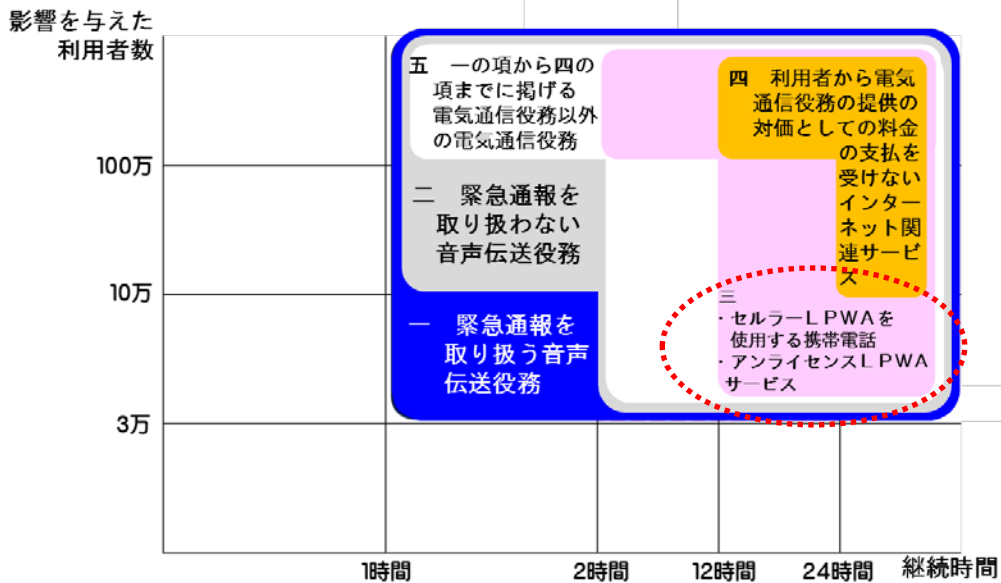 影響を与えた
利用者数
五　一の項から四の
項までに掲げる
電気通信役務以外
の電気通信役務
四　利用者から電気
通信役務の提供の
対価としての料金
の支払を
受けない
インター
ネット関
連サービ
ス
100万
二　緊急通報を
取り扱わない
音声伝送役務
10万
一　緊急通報を
取り扱う音声
伝送役務
三
・セルラーＬＰＷＡを
使用する携帯電話
・アンライセンスＬＰＷＡ
サービス
3万
1時間
2時間
12時間
24時間
継続時間